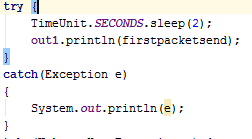 try {
TimeUnit.SECONDS.sleep(2);
out1.println(firstpacketsend);
}
catch(Exception e)
{
System.out.println(e);